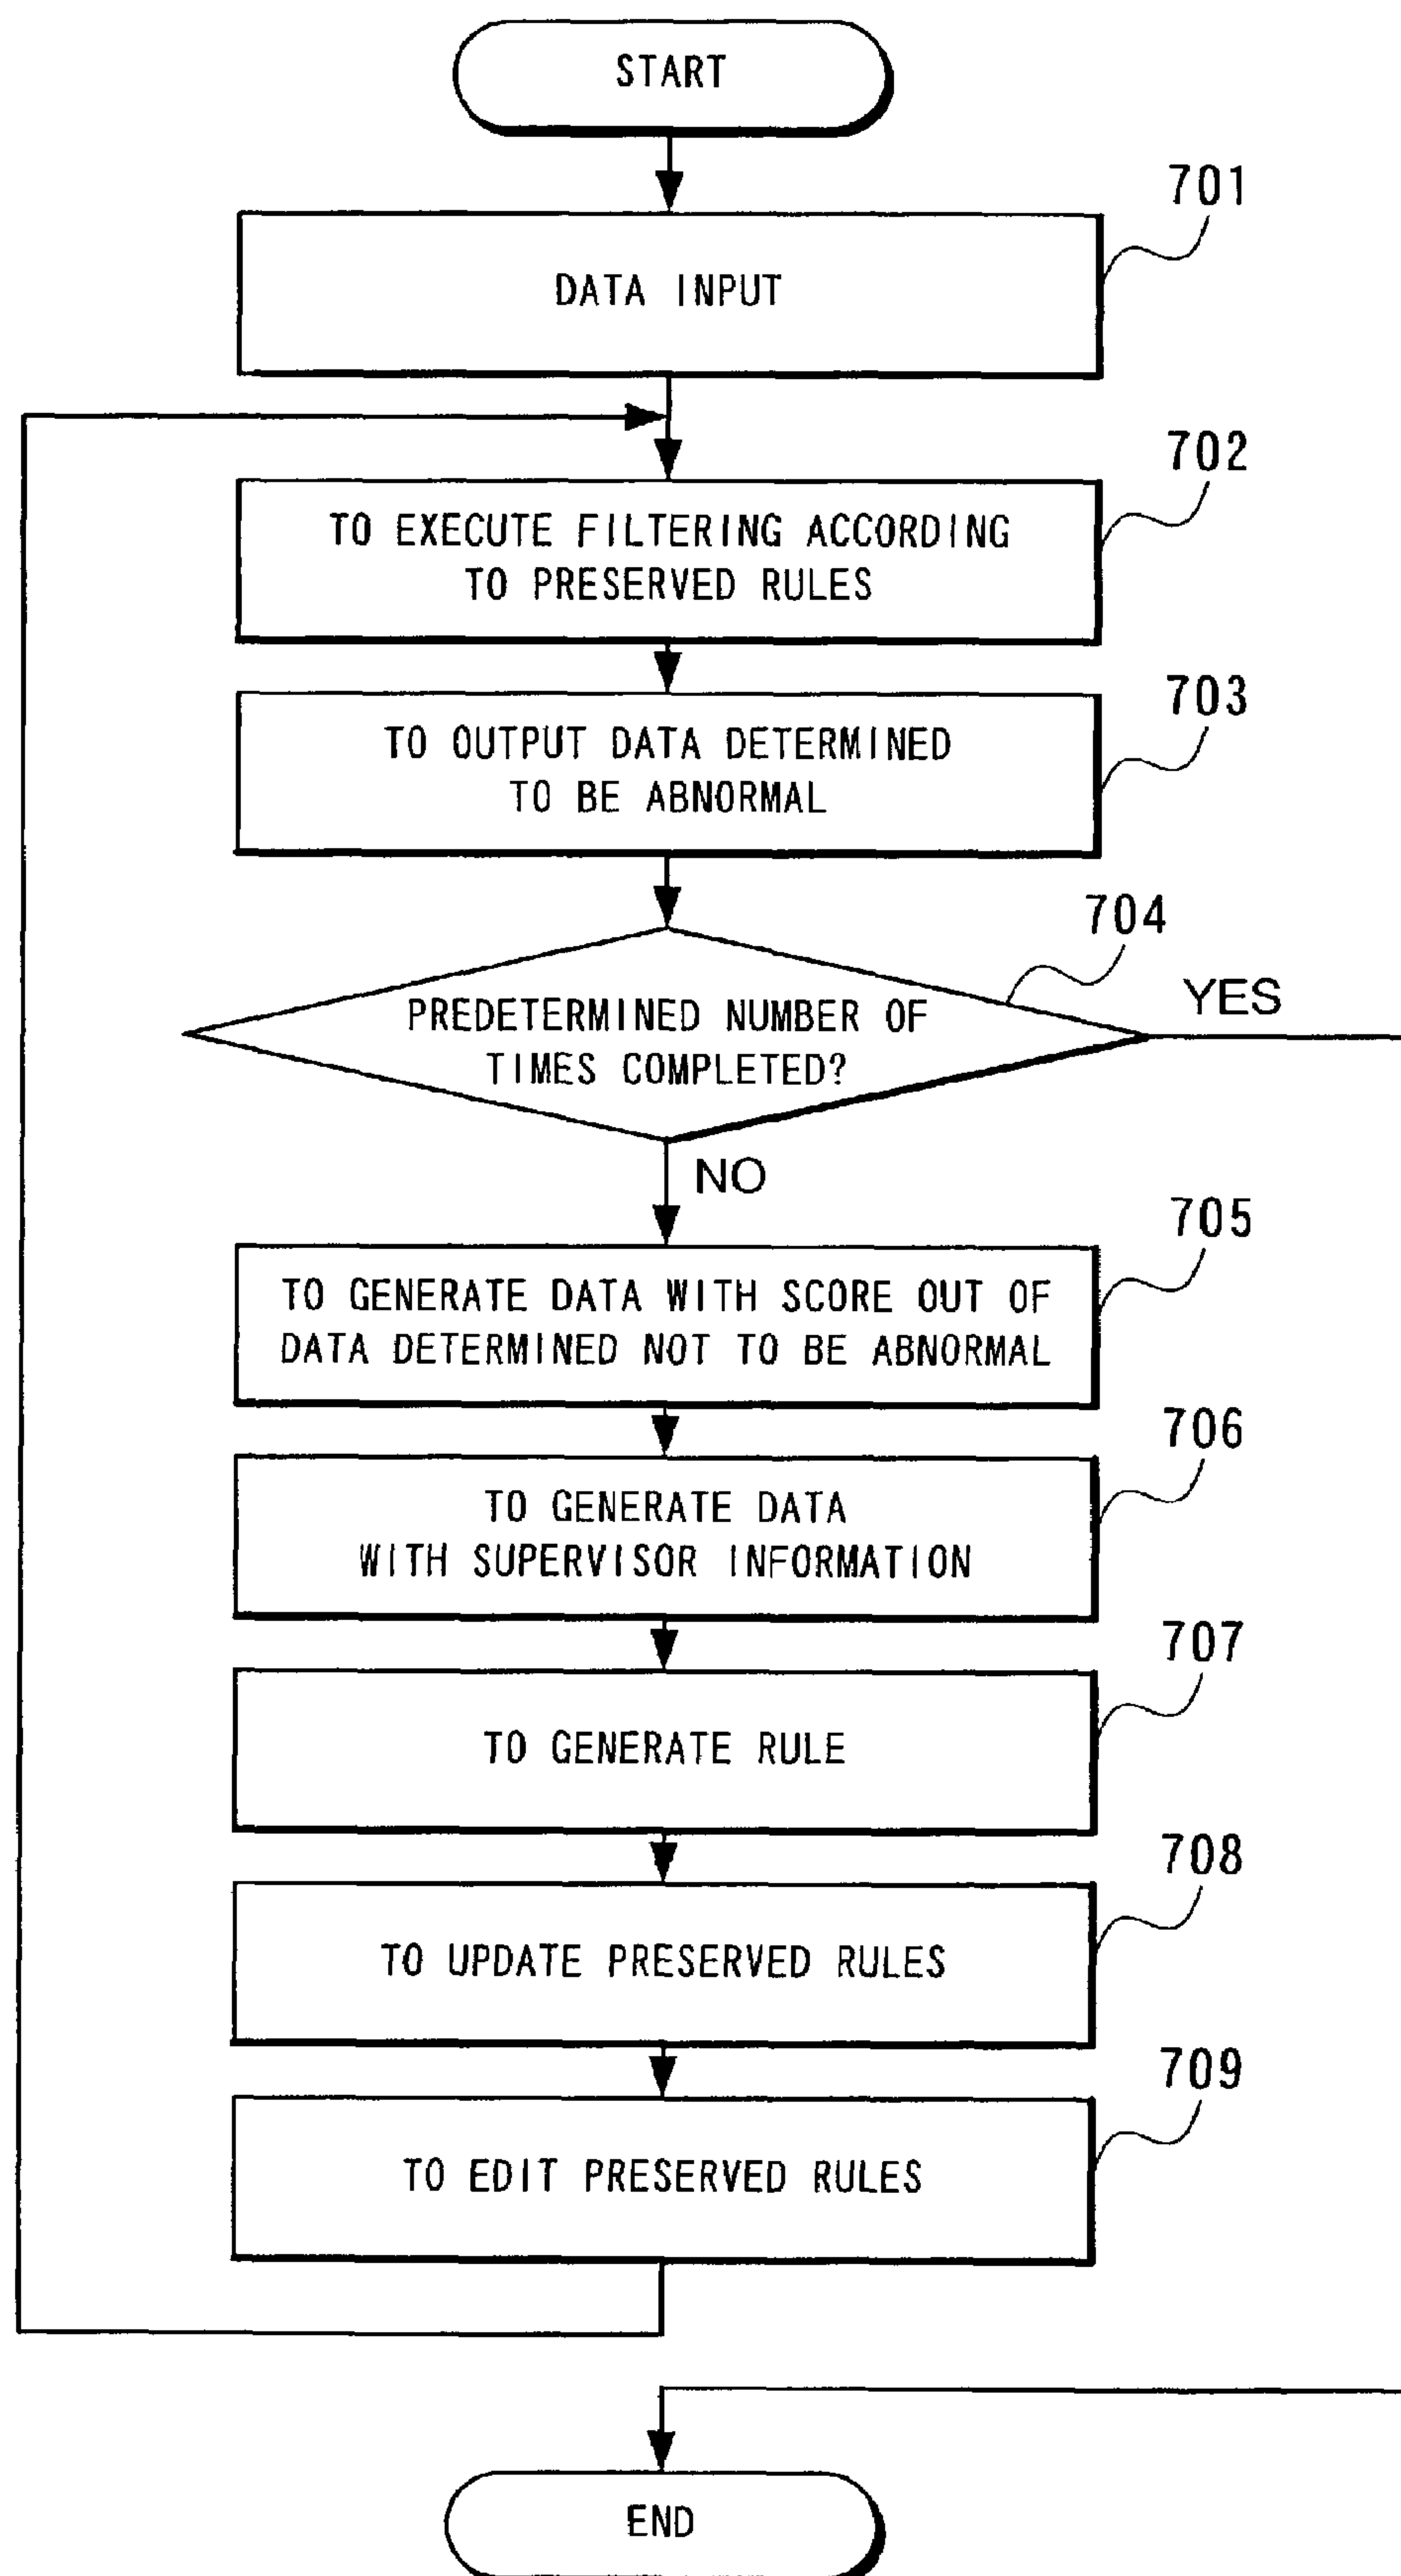 START
701
DATA INPUT
702
TO EXECUTE FILTERING ACCORDING
TO PRESERVED RULES
703
TO OUTPUT DATA DETERMINED
TO BE ABNORMAL
704
YES
PREDETERMINED NUMBER OF
TIMES COMPLETED?
NO
705
TO GENERATE DATA WITH SCORE OUT OF
DATA DETERMINED NOT TO BE ABNORMAL
706
TO GENERATE DATA
WITH SUPERVISOR INFORMATION
707
TO GENERATE RULE
708
TO UPDATE PRESERVED RULES
709
TO EDIT PRESERVED RULES
END